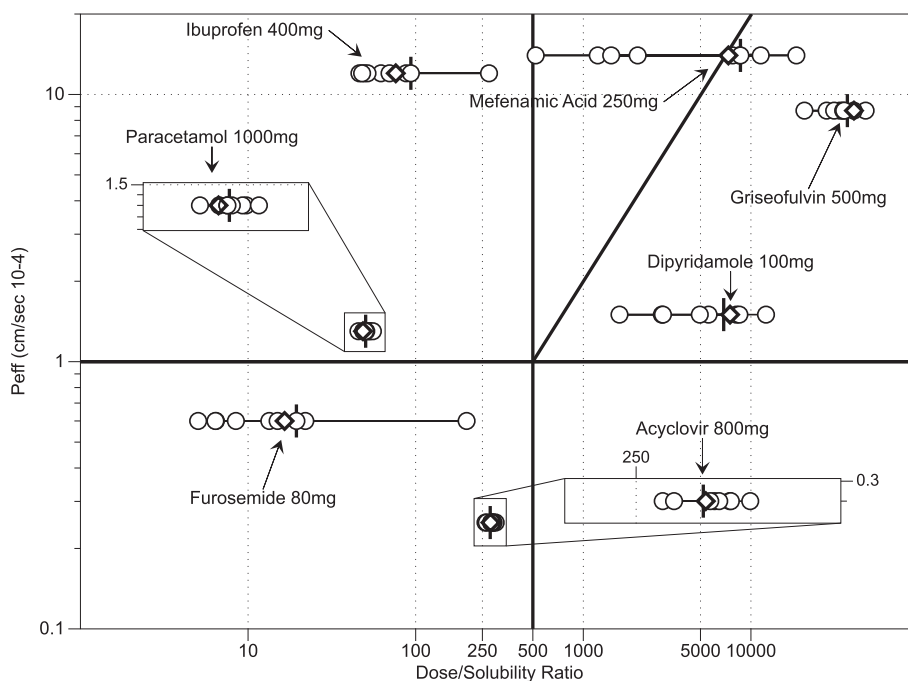 Ibuprofen 400mg
Mefenamic Acid 250mg
10
Paracetamol 1000mg
1.5
Griseofulvin 500mg
Dipyridamole 100mg
Peff (cm/sec 10-4)
1
Acyclovir 800mg
250
0.3
Furosemide 80mg
0.1
10 100 250 500 1000 5000 10000
Dose/Solubility Ratio